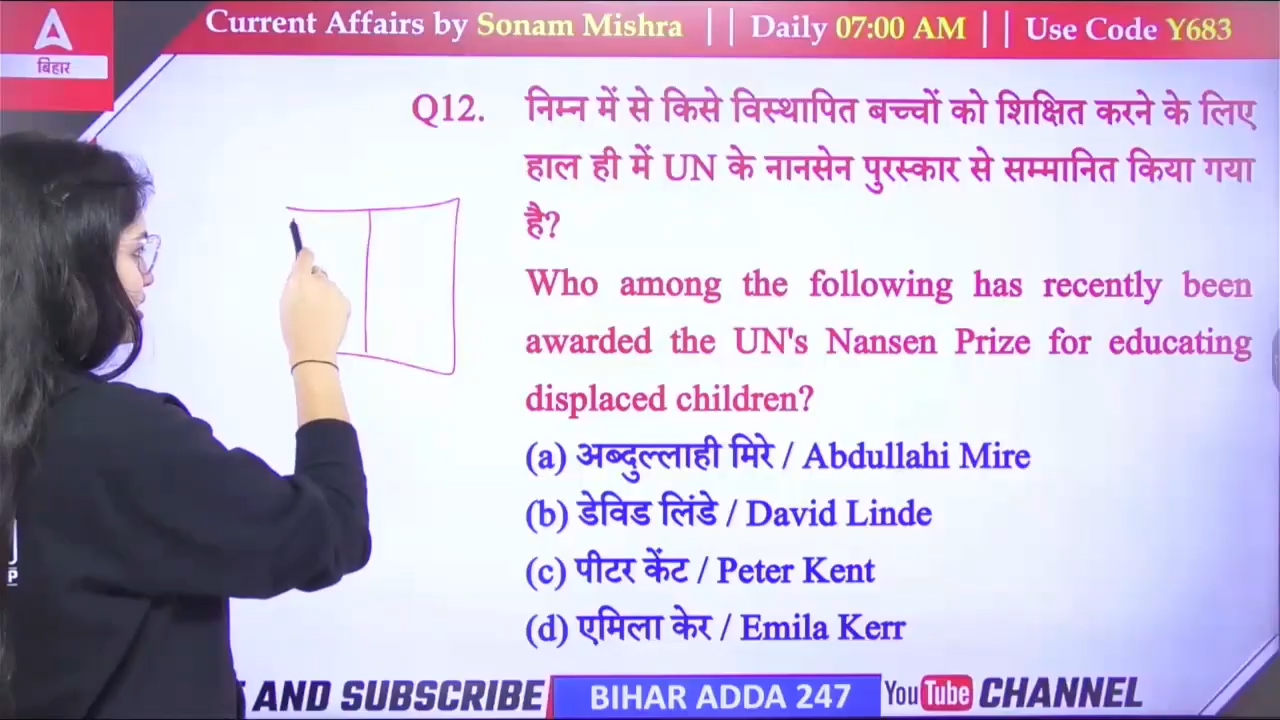 Current Affairs by Sonam Mishra || Daily 07:00 AM || Use Code Y683
बिहार
Q12. निम्न में से किसे विस्थापित बच्चों को शिक्षित करने के लिए
हाल ही में UN के नानसेन पुरस्कार से सम्मानित किया गया
है?
Who among the following has recently been
awarded the UN's Nansen Prize for educating
displaced children?
(a) अब्दुल्लाही मिरे / Abdullahi Mire
(b) डेविड लिंडे / David Linde
(c) पीटर केंट / Peter Kent
(d) एमिला केर / Emila Kerr
P
AND SUBSCRIBE BIHAR ADDA 247 YouTube CHANNEL